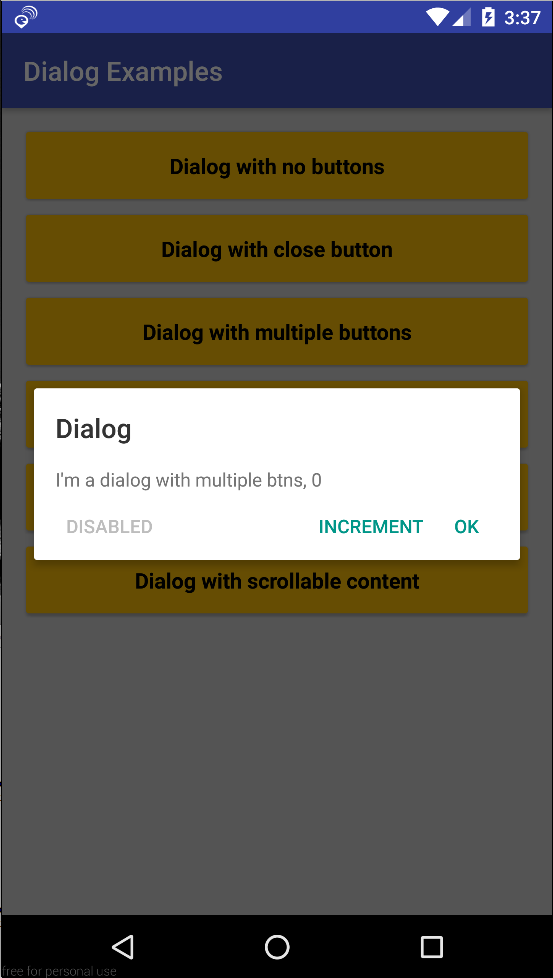 3:37
Dialog Examples
Dialog with no buttons
Dialog with close button
Dialog with multiple buttons
Dialog
I'm a dialog with multiple btns, 0
DISABLED INCREMENT OK
Dialog with scrollable content
free for personal use